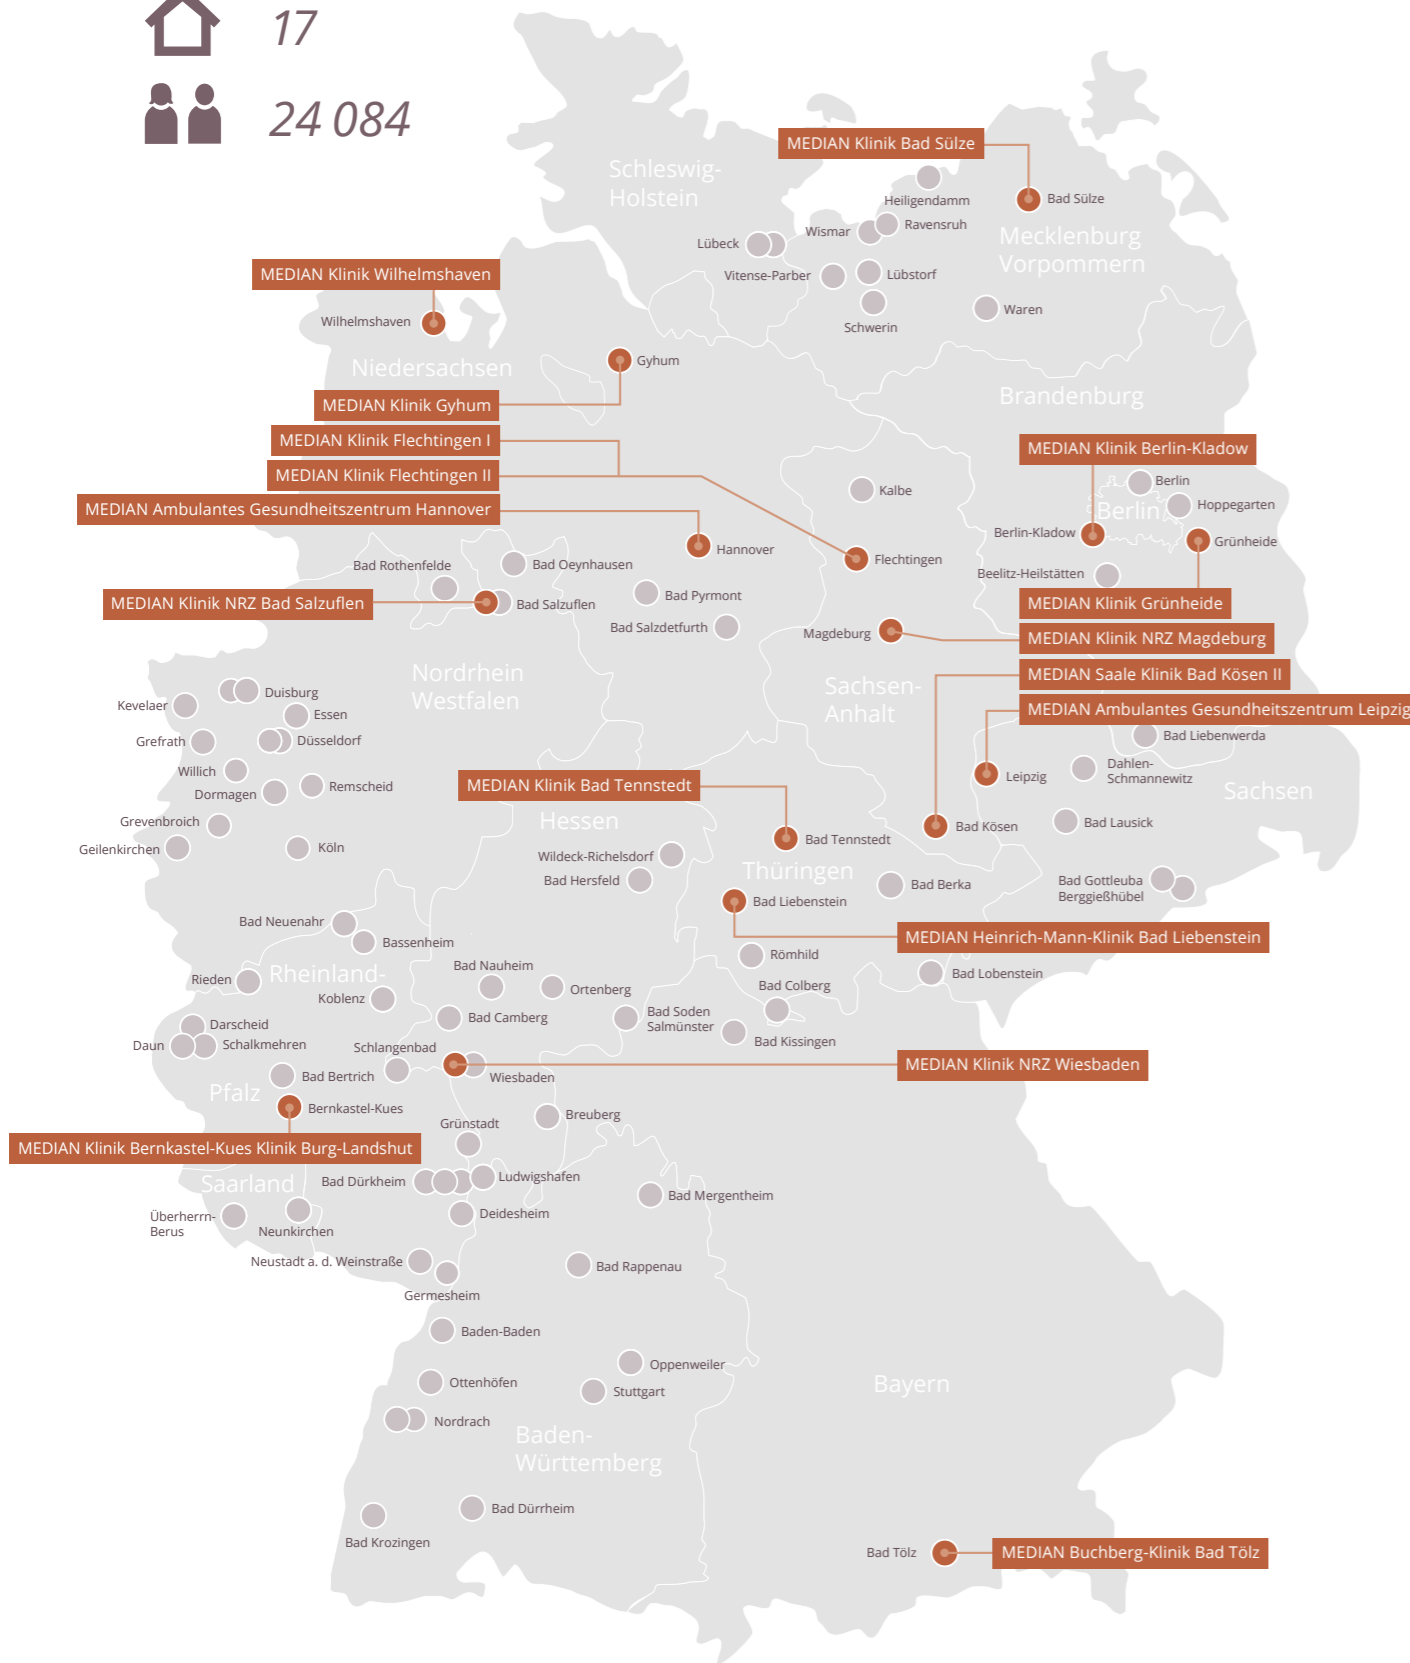 17
24 084
MEDIAN Klinik Bad Sülze
Schleswig-
Holstein
Heiligendamm
Bad Sülze
Ravensruh
Wismar
Lübeck
Mecklenburg
Vorpommern
Vitense-Parber
Lübstorf
MEDIAN Klinik Wilhelmshaven
Waren
Wilhelmshaven
Schwerin
Gyhum
Niedersachsen
Brandenburg
MEDIAN Klinik Gyhum
MEDIAN Klinik Flechtingen I
MEDIAN Klinik Berlin-Kladow
MEDIAN Klinik Flechtingen II
Berlin
Kalbe
Hoppegarten
MEDIAN Ambulantes Gesundheitszentrum Hannover
Berlin
Berlin-Kladow
Grünheide
Hannover
Flechtingen
Bad Rothenfelde
Bad Oeynhausen
Beelitz-Heilstätten
Bad Pyrmont
MEDIAN Klinik NRZ Bad Salzuflen
Bad Salzuflen
MEDIAN Klinik Grünheide
Bad Salzdetfurth
Magdeburg
MEDIAN Klinik NRZ Magdeburg
Nordrhein
Westfalen
MEDIAN Saale Klinik Bad Kösen II
Sachsen-
Anhalt
Duisburg
Kevelaer
MEDIAN Ambulantes Gesundheitszentrum Leipzig
Essen
Grefrath
Düsseldorf
Bad Liebenwerda
Willich
Dahlen-
Schmannewitz
Leipzig
MEDIAN Klinik Bad Tennstedt
Remscheid
Dormagen
Sachsen
Grevenbroich
Hessen
Bad Lausick
Bad Kösen
Bad Tennstedt
Geilenkirchen
Köln
Wildeck-Richelsdorf
Bad Hersfeld
Thüringen
Bad Berka
Bad Gottleuba
Berggießhübel
Bad Liebenstein
Bad Neuenahr
MEDIAN Heinrich-Mann-Klinik Bad Liebenstein
Bassenheim
Römhild
Bad Nauheim
Rheinland-
Bad Lobenstein
Rieden
Bad Colberg
Ortenberg
Koblenz
Bad Soden
Salmünster
Bad Camberg
Darscheid
Bad Kissingen
Daun
Schalkmehren
Schlangenbad
MEDIAN Klinik NRZ Wiesbaden
Wiesbaden
Bad Bertrich
Pfalz
Bernkastel-Kues
Breuberg
Grünstadt
MEDIAN Klinik Bernkastel-Kues Klinik Burg-Landshut
Ludwigshafen
Saarland
Bad Dürkheim
Bad Mergentheim
Deidesheim
Überherrn-
Berus
Neunkirchen
Neustadt a. d. Weinstraße
Bad Rappenau
Germesheim
Baden-Baden
Oppenweiler
Ottenhöfen
Stuttgart
Bayern
Nordrach
Baden-
Württemberg
Bad Dürrheim
Bad Krozingen
Bad Tölz
MEDIAN Buchberg-Klinik Bad Tölz